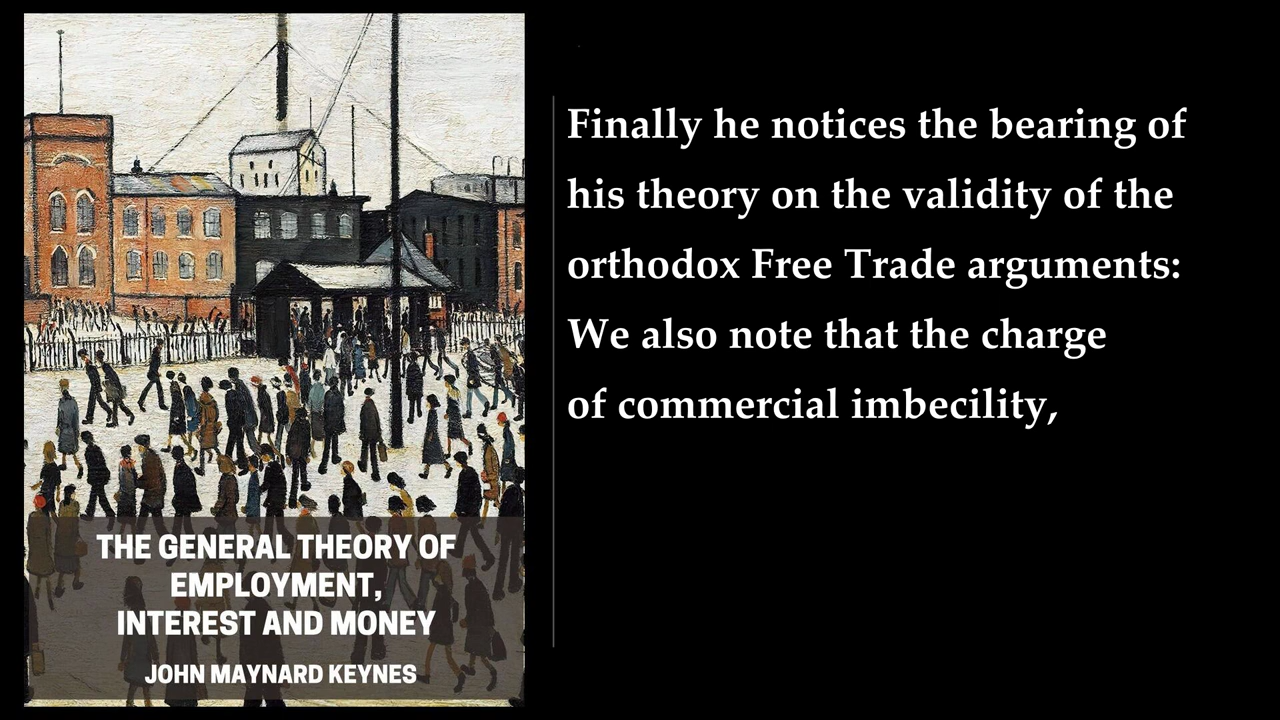 THE GENERAL THEORY OF
EMPLOYMENT,
INTEREST AND MONEY
JOHN MAYNARD KEYNES
Finally he notices the bearing of
his theory on the validity of the
orthodox Free Trade arguments:
We also note that the charge
of commercial imbecility,